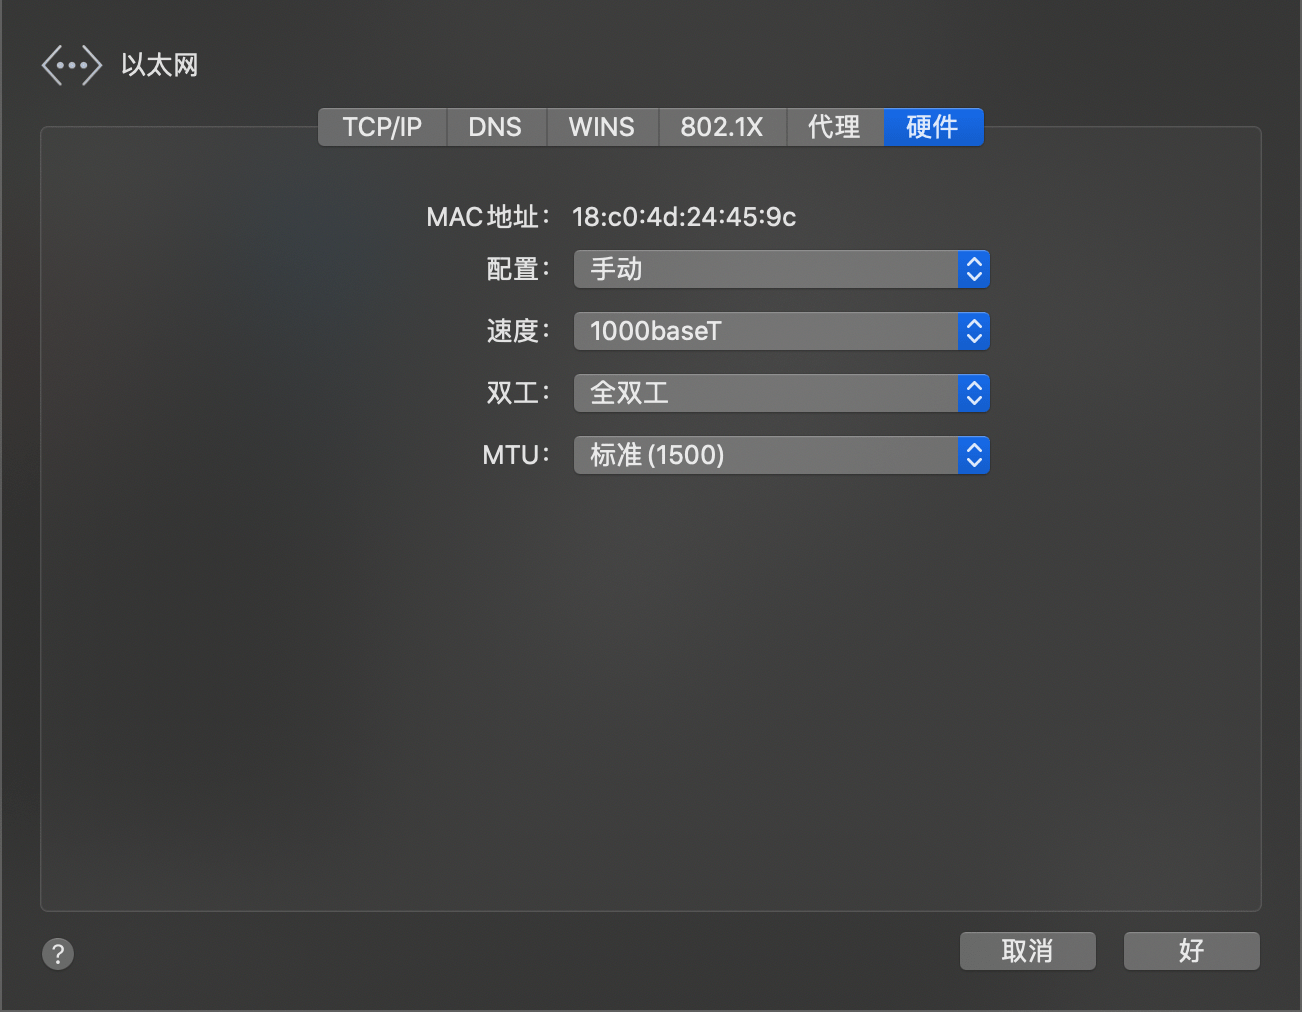 以太网
TCP/IP DNS WINS 802.1X 代理 硬件
MAC地址： 18:c0:4d:24:45:9c
配置： 手动
速度： 1000baseT
双工： 全双工
MTU： 标准 (1500)
? 取消 好